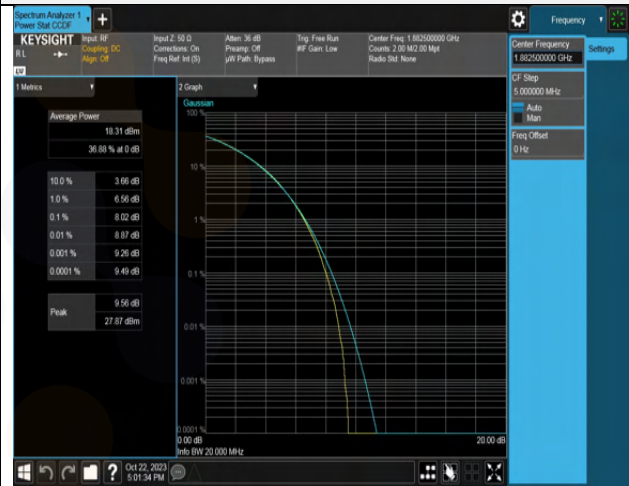 Spectrum Analyzer 1
Power Stat CCDF
+
Frequency
KEYSIGHT
RL
Input: RF
Coupling: DC
Align: Off
Input Z: 50 Ω
Corrections: On
Freq Ref: Int (S)
Atten: 36 dB
Preamp: Off
µW Path: Bypass
Trig: Free Run
#IF Gain: Low
Center Freq: 1.882500000 GHz
Counts: 2.00 M/2.00 Mpt
Radio Std: None
LW
Center Frequency
1.882500000 GHz
Settings
CF Step
5.000000 MHz
Auto
Man
Freq Offset
0 Hz
1 Metrics
Average Power
18.31 dBm
36.88 % at 0 dB
10.0 % 3.66 dB
1.0 % 6.56 dB
0.1 % 8.02 dB
0.01 % 8.87 dB
0.001 % 9.26 dB
0.0001 % 9.49 dB
Peak 9.56 dB
27.87 dBm
2 Graph
Gaussian
100 %
10 %
1 %
0.1 %
0.01 %
0.001 %
0.0001 %
0.00 dB
20.00 dB
Info BW 20.000 MHz
?
Oct 22, 2023
5:01:34 PM